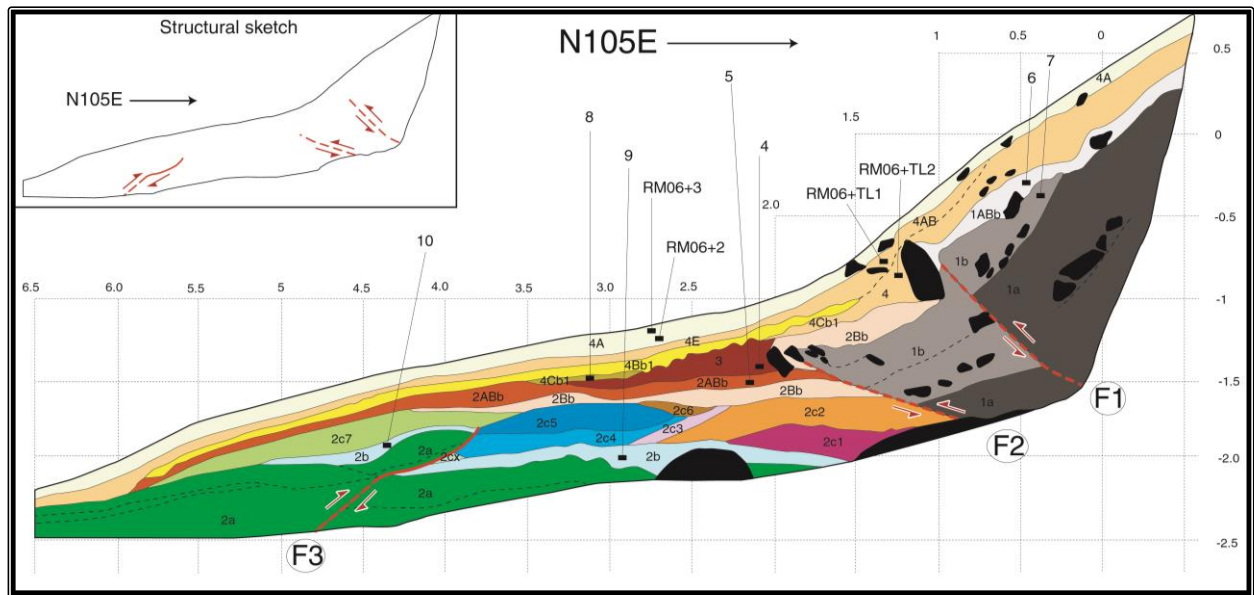 Structural sketch
N105E
N105E
1 0.5 0
0.5
5
6
7
4A
8
1.5
0
9
4
RM06+3
RM06+TL2
RM06+TL1
2.0
4AB
1ABb
-0.5
RM06+2
10
1b
1a
4
6.5 6.0 5.5 5 4.5 4.0 3.5 3.0 2.5
-1
4Cb1
4A
4E
2Bb
1b
4Bb1
3
4Cb1
2ABb
-1.5
2ABb
2Bb
1a
F1
2Bb
2c6
2c2
2c5
2c3
F2
2c7
2a
2c4
2c1
2b
2cx
2b
-2.0
2a
2a
F3
-2.5